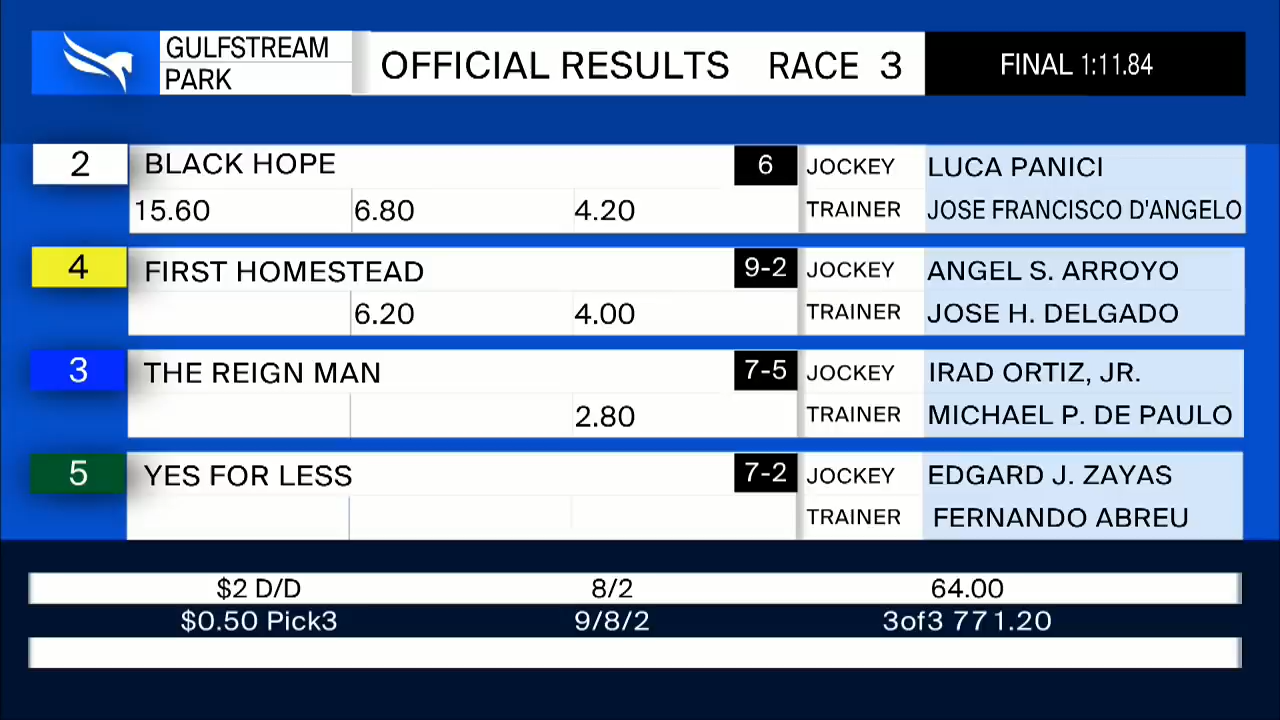 GULFSTREAM PARK
OFFICIAL RESULTS RACE 3
FINAL 1:11.84
2 BLACK HOPE 6 JOCKEY LUCA PANICI
15.60 6.80 4.20 TRAINER JOSE FRANCISCO D'ANGELO
4 FIRST HOMESTEAD 9-2 JOCKEY ANGEL S. ARROYO
6.20 4.00 TRAINER JOSE H. DELGADO
3 THE REIGN MAN 7-5 JOCKEY IRAD ORTIZ, JR.
2.80 TRAINER MICHAEL P. DE PAULO
5 YES FOR LESS 7-2 JOCKEY EDGARD J. ZAYAS
TRAINER FERNANDO ABREU
$2 D/D 8/2 64.00
$0.50 Pick3 9/8/2 3of3 771.20